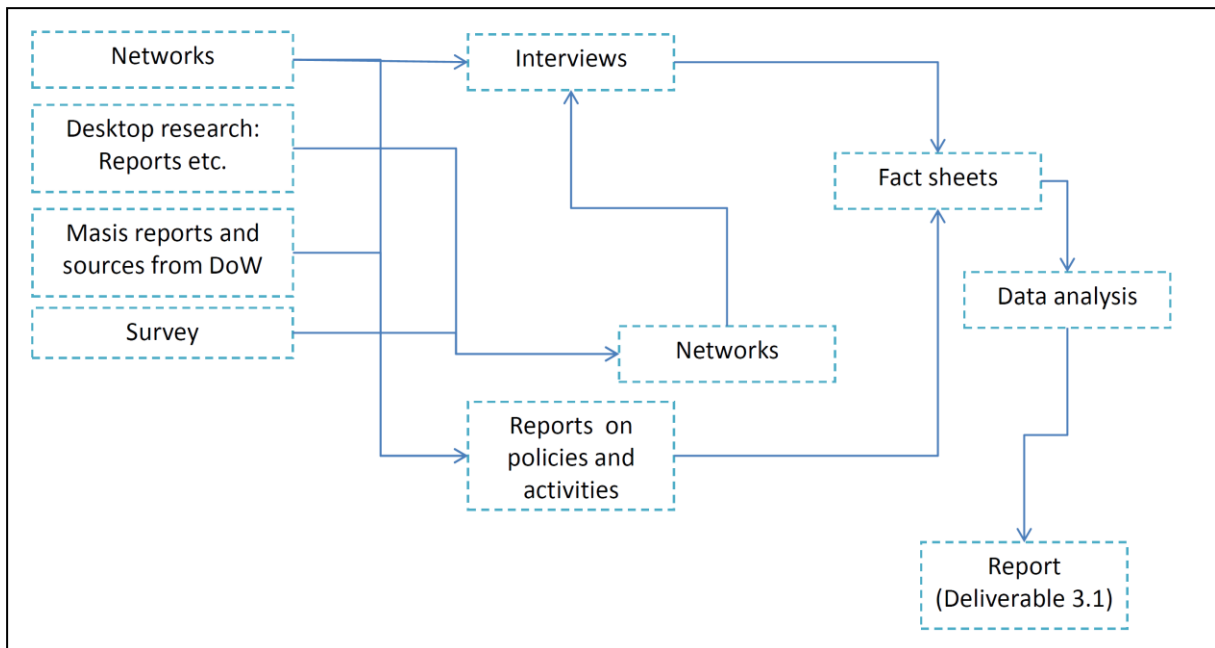 Networks
Interviews
Desktop research:
Reports etc.
Fact sheets
Masis reports and
sources from DoW
Data analysis
Survey
Networks
Reports on
policies and
activities
Report
(Deliverable 3.1)